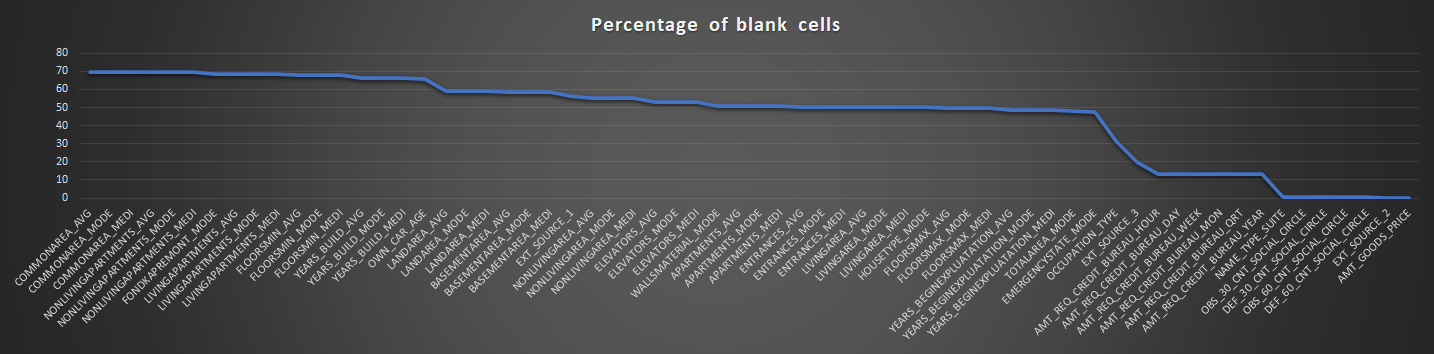 Percentage of blank cells
80
70
60
50
40
30
20
10
0
COMMONAREA_AVG
COMMONAREA_MODE
COMMONAREA_MEDI
NONLIVINGAPARTMENTS_AVG
NONLIVINGAPARTMENTS_MODE
NONLIVINGAPARTMENTS_MEDI
FONDKAPREMONT_MODE
LIVINGAPARTMENTS_AVG
LIVINGAPARTMENTS_MODE
LIVINGAPARTMENTS_MEDI
FLOORSMIN_AVG
FLOORSMIN_MODE
FLOORSMIN_MEDI
YEARS_BUILD_AVG
YEARS_BUILD_MODE
YEARS_BUILD_MEDI
OWN_CAR_AGE
LANDAREA_AVG
LANDAREA_MODE
LANDAREA_MEDI
BASEMENTAREA_AVG
BASEMENTAREA_MODE
BASEMENTAREA_MEDI
EXT_SOURCE_1
NONLIVINGAREA_AVG
NONLIVINGAREA_MODE
NONLIVINGAREA_MEDI
ELEVATORS_AVG
ELEVATORS_MODE
ELEVATORS_MEDI
WALLSMATERIAL_MODE
APARTMENTS_AVG
APARTMENTS_MODE
APARTMENTS_MEDI
ENTRANCES_AVG
ENTRANCES_MODE
ENTRANCES_MEDI
LIVINGAREA_AVG
LIVINGAREA_MODE
LIVINGAREA_MEDI
HOUSETYPE_MODE
FLOORSMAX_AVG
FLOORSMAX_MODE
FLOORSMAX_MEDI
YEARS_BEGINEXPLUATATION_AVG
YEARS_BEGINEXPLUATATION_MODE
YEARS_BEGINEXPLUATATION_MEDI
TOTALAREA_MODE
EMERGENCYSTATE_MODE
OCCUPATION_TYPE
EXT_SOURCE_3
AMT_REQ_CREDIT_BUREAU_HOUR
AMT_REQ_CREDIT_BUREAU_DAY
AMT_REQ_CREDIT_BUREAU_WEEK
AMT_REQ_CREDIT_BUREAU_MON
AMT_REQ_CREDIT_BUREAU_QRT
AMT_REQ_CREDIT_BUREAU_YEAR
NAME_TYPE_SUITE
OBS_30_CNT_SOCIAL_CIRCLE
DEF_30_CNT_SOCIAL_CIRCLE
OBS_60_CNT_SOCIAL_CIRCLE
DEF_60_CNT_SOCIAL_CIRCLE
EXT_SOURCE_2
AMT_GOODS_PRICE